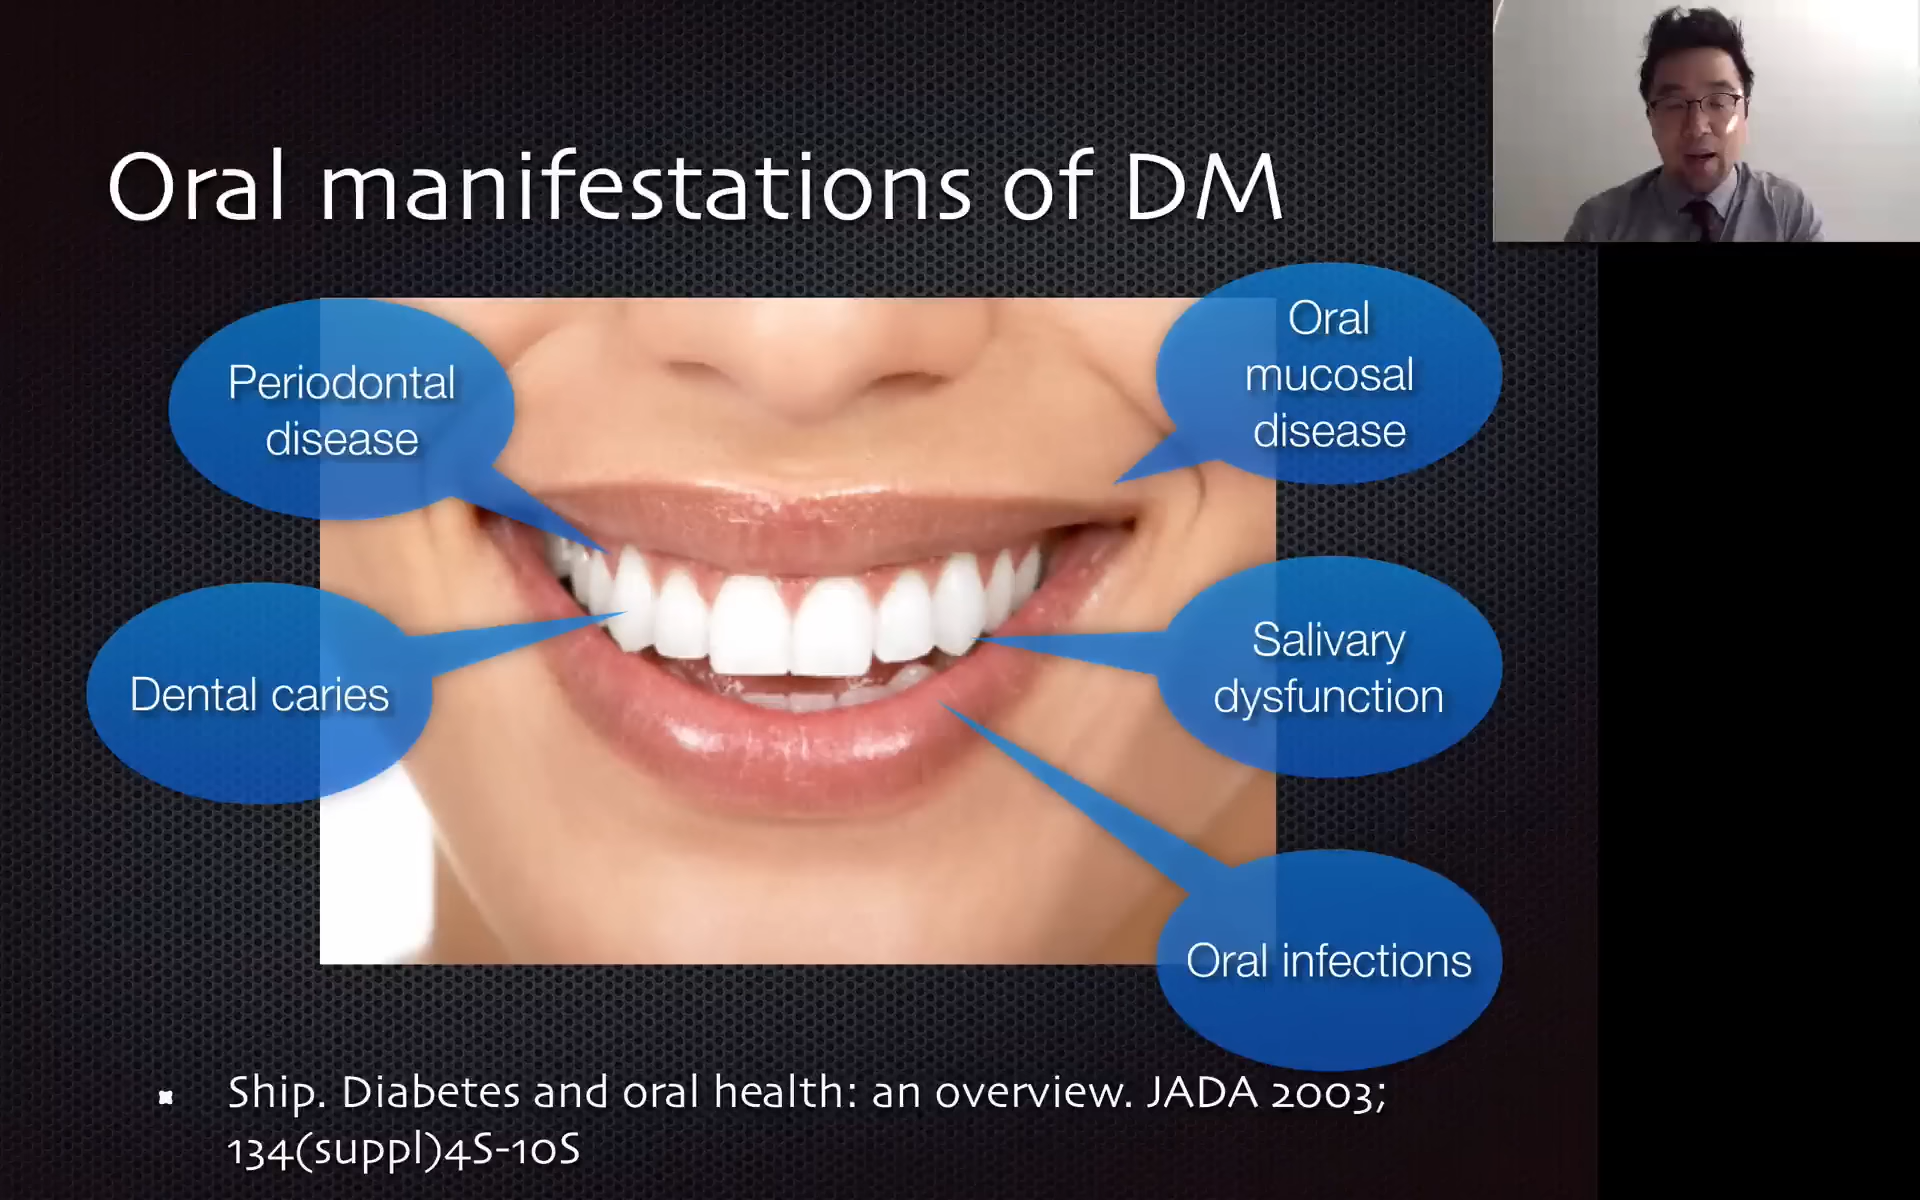 Oral manifestations of DM
Periodontal
disease
Oral
mucosal
disease
Dental caries
Salivary
dysfunction
Oral infections
Ship. Diabetes and oral health: an overview. JADA 2003;
134(suppl)4S-10S